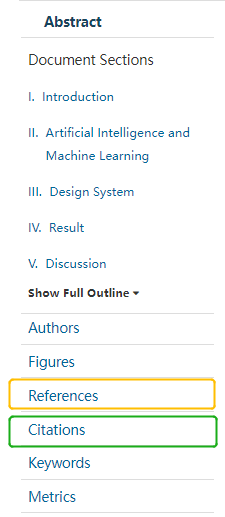 Abstract
Document Sections
I. Introduction
II. Artificial Intelligence and
Machine Learning
III. Design System
IV. Result
V. Discussion
Show Full Outline
Authors
Figures
References
Citations
Keywords
Metrics